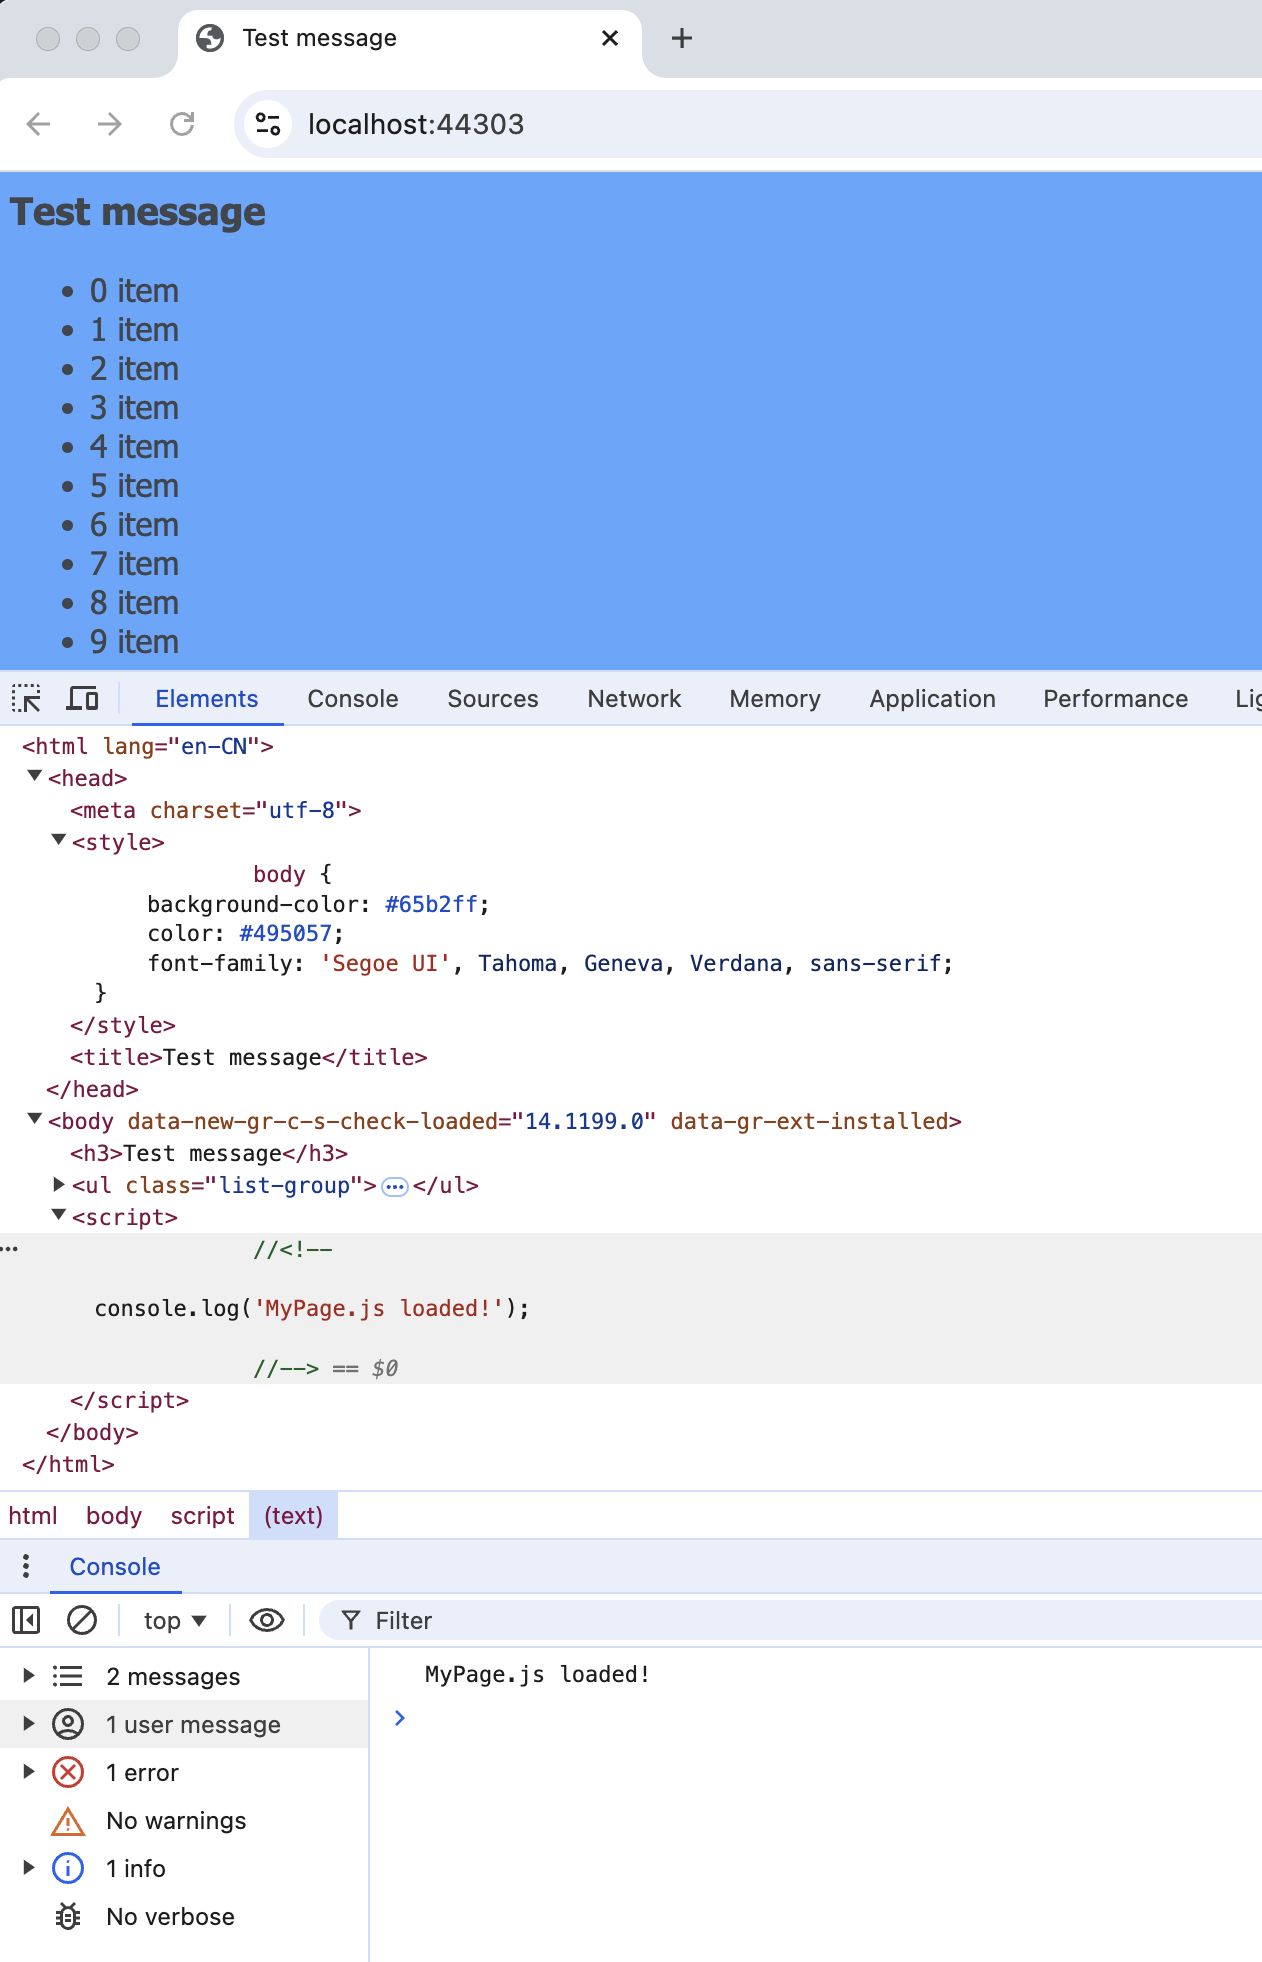 Test message
localhost:44303
Test message
• 0 item
• 1 item
• 2 item
• 3 item
• 4 item
• 5 item
• 6 item
• 7 item
• 8 item
• 9 item
Elements Console Sources Network Memory Application Performance Lig
<html lang="en-CN">
<head>
<meta charset="utf-8">
<style>
body {
background-color: #65b2ff;
color: #495057;
font-family: 'Segoe UI', Tahoma, Geneva, Verdana, sans-serif;
}
</style>
<title>Test message</title>
</head>
<body data-new-gr-c-s-check-loaded="14.1199.0" data-gr-ext-installed>
<h3>Test message</h3>
<ul class="list-group">…</ul>
<script>
//<!--
console.log('MyPage.js loaded!');
//--> == $0
</script>
</body>
</html>
html body script (text)
Console
top Filter
2 messages
1 user message
1 error
No warnings
1 info
No verbose
MyPage.js loaded!